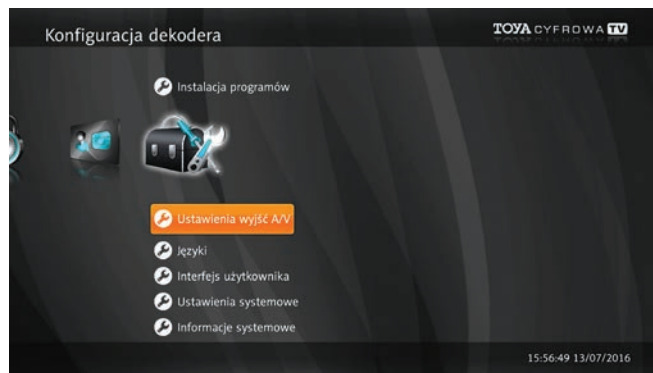 Konfiguracja dekodera
TOYA CYFROWA TV
Instalacja programów
Ustawienia wyjść A/V
Języki
Interfejs użytkownika
Ustawienia systemowe
Informacje systemowe
15:56:49 13/07/2016